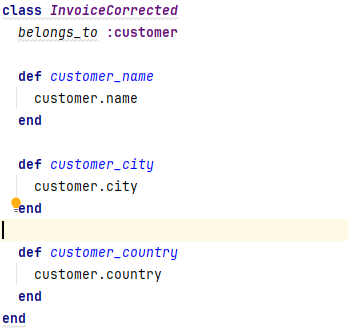 class InvoiceCorrected
  belongs_to :customer

  def customer_name
    customer.name
  end

  def customer_city
    customer.city
  end

  def customer_country
    customer.country
  end
end